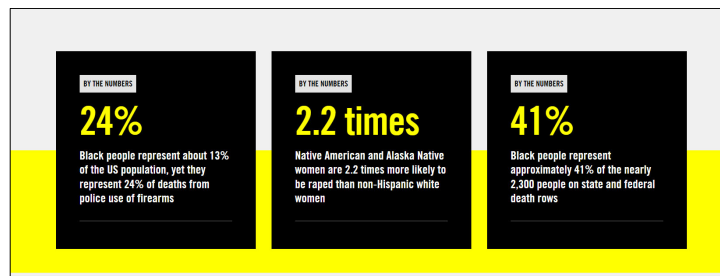 BY THE NUMBERS
24%
Black people represent about 13%
of the US population, yet they
represent 24% of deaths from
police use of firearms
BY THE NUMBERS
2.2 times
Native American and Alaska Native
women are 2.2 times more likely to
be raped than non-Hispanic white
women
BY THE NUMBERS
41%
Black people represent
approximately 41% of the nearly
2,300 people on state and federal
death rows